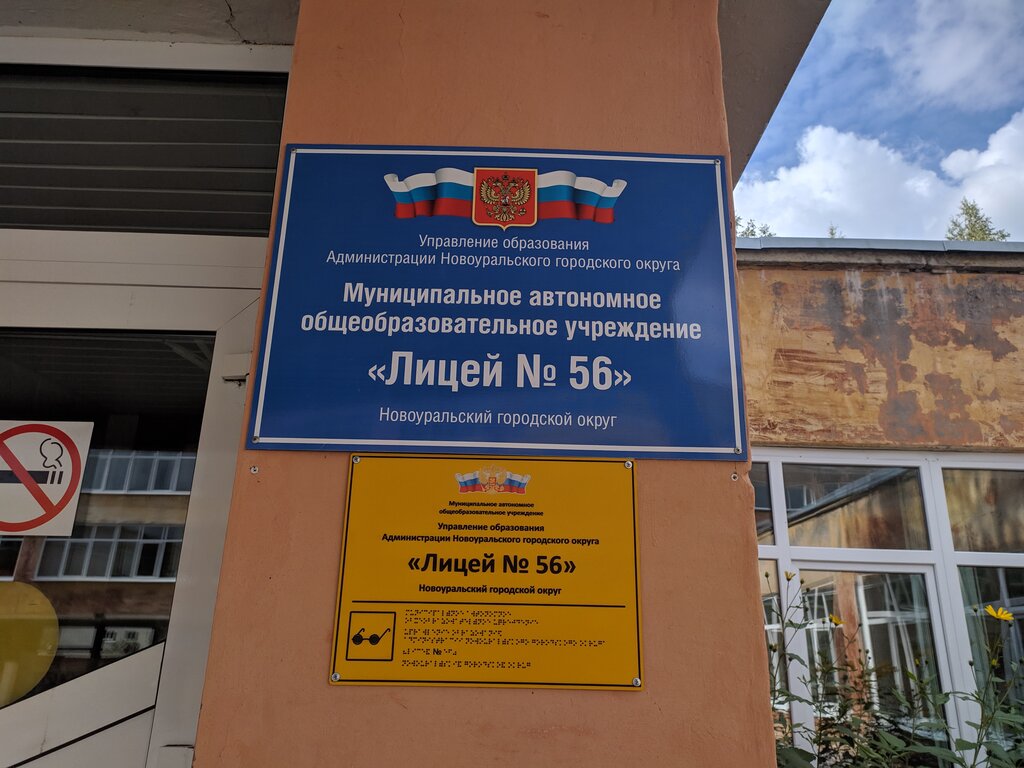 Управление образования
Администрации Новоуральского городского округа
Муниципальное автономное
общеобразовательное учреждение
«Лицей № 56»
Новоуральский городской округ
Муниципальное автономное
общеобразовательное учреждение
Управление образования
Администрации Новоуральского городского округа
«Лицей № 56»
Новоуральский городской округ